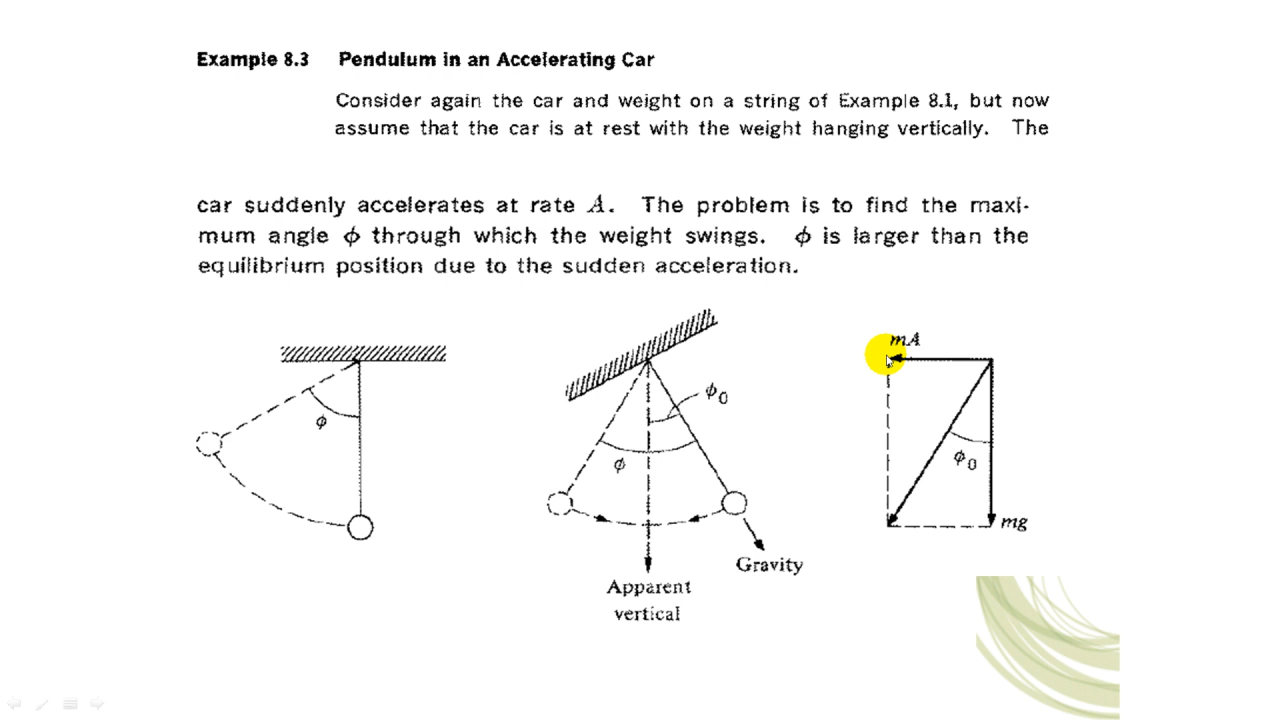 Example 8.3 Pendulum in an Accelerating Car
Consider again the car and weight on a string of Example 8.1, but now
assume that the car is at rest with the weight hanging vertically. The
car suddenly accelerates at rate A. The problem is to find the maxi-
mum angle ϕ through which the weight swings. ϕ is larger than the
equilibrium position due to the sudden acceleration.
ϕ
ϕ0
ϕ
Gravity
Apparent
vertical
mA
ϕ0
mg